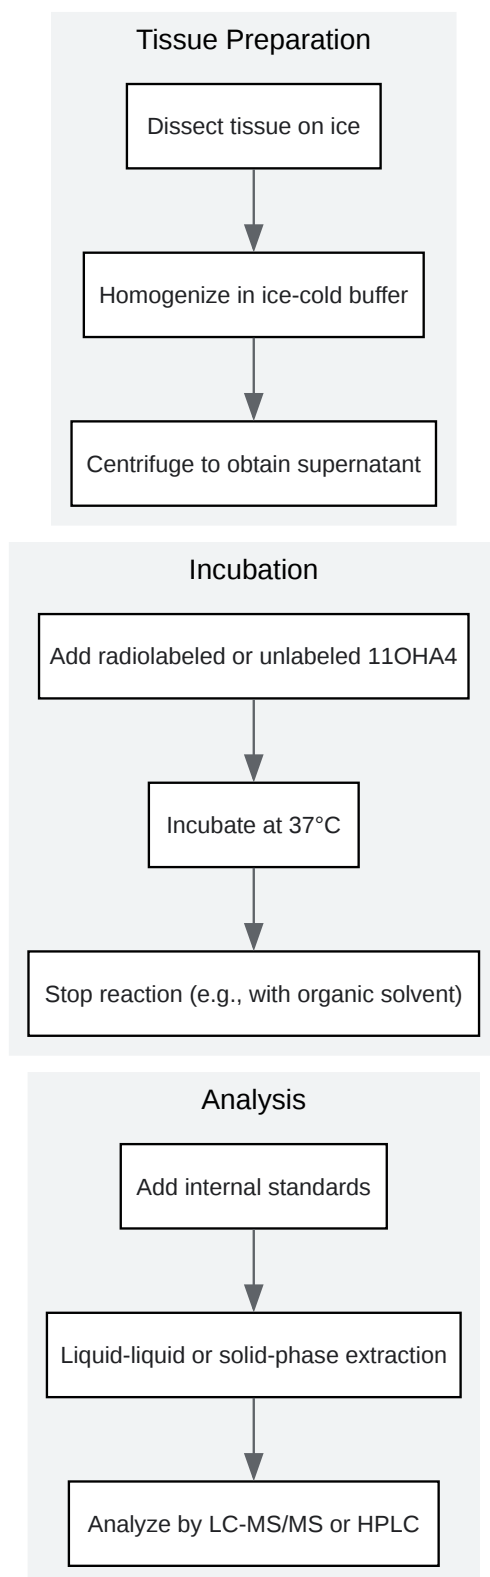 Tissue Preparation
Dissect tissue on ice
Homogenize in ice-cold buffer
Centrifuge to obtain supernatant
Incubation
Add radiolabeled or unlabeled 11OHA4
Incubate at 37°C
Stop reaction (e.g., with organic solvent)
Analysis
Add internal standards
Liquid-liquid or solid-phase extraction
Analyze by LC-MS/MS or HPLC